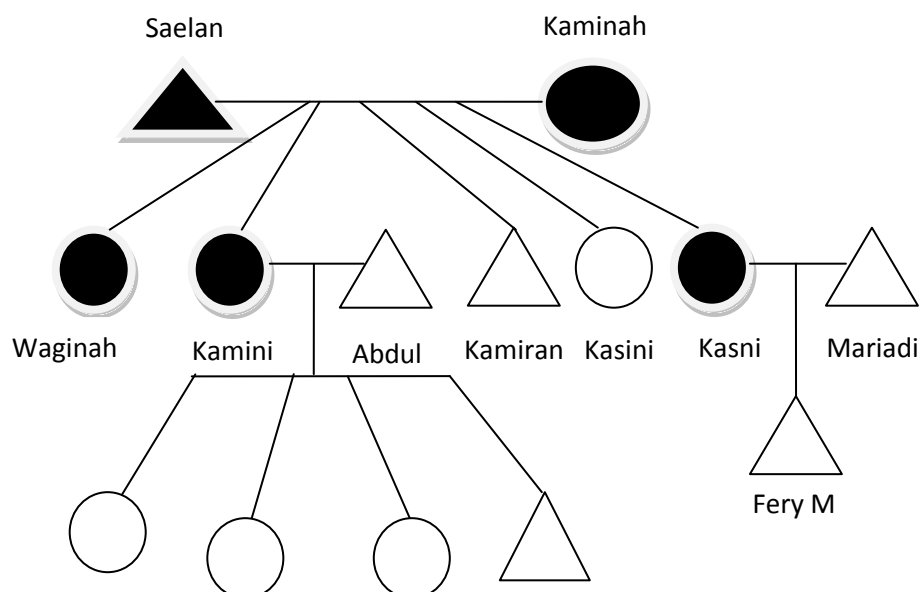 Saelan
Kaminah
Waginah
Kamini
Abdul
Kamiran
Kasini
Kasni
Mariadi
Fery M